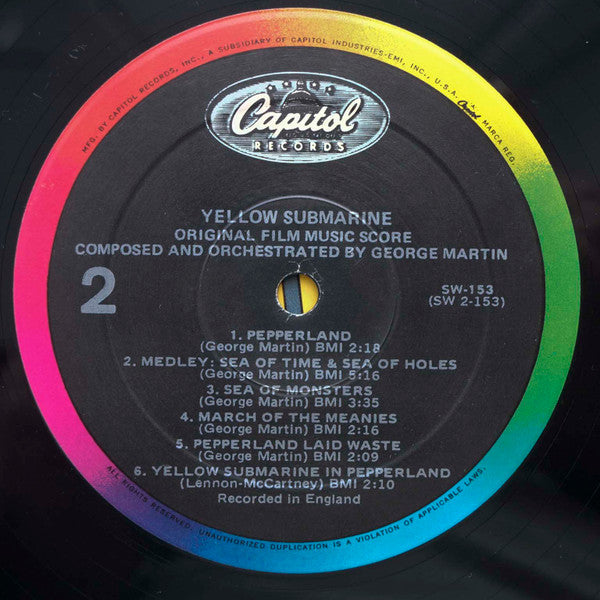 MFG. BY CAPITOL RECORDS, INC., A SUBSIDIARY OF CAPITOL INDUSTRIES-EMI, INC., U.S.A. Capitol MARCA REG.
Capitol
RECORDS
YELLOW SUBMARINE
ORIGINAL FILM MUSIC SCORE
COMPOSED AND ORCHESTRATED BY GEORGE MARTIN
2
SW-153
(SW 2-153)
1. PEPPERLAND
(George Martin) BMI 2:18
2. MEDLEY: SEA OF TIME & SEA OF HOLES
(George Martin) BMI 5:16
3. SEA OF MONSTERS
(George Martin) BMI 3:35
4. MARCH OF THE MEANIES
(George Martin) BMI 2:16
5. PEPPERLAND LAID WASTE
(George Martin) BMI 2:09
6. YELLOW SUBMARINE IN PEPPERLAND
(Lennon-McCartney) BMI 2:10
Recorded in England
ALL RIGHTS RESERVED. UNAUTHORIZED DUPLICATION IS A VIOLATION OF APPLICABLE LAWS.